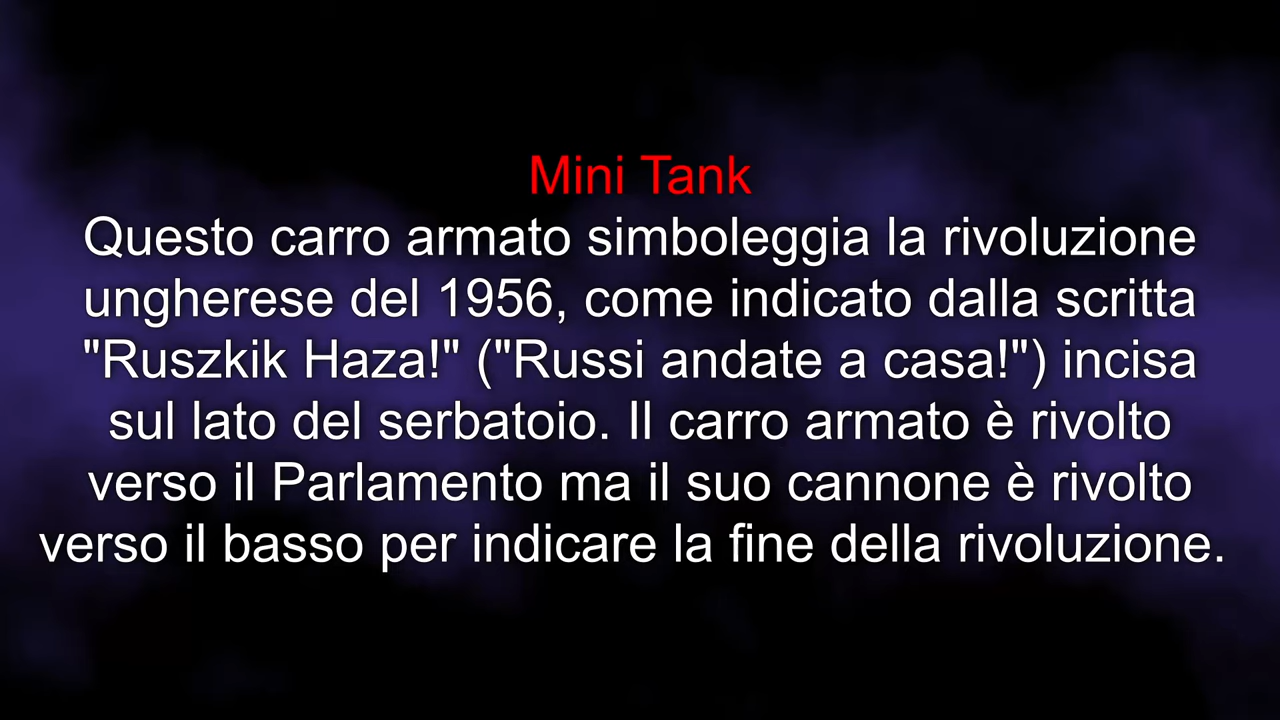 Mini Tank
Questo carro armato simboleggia la rivoluzione
ungherese del 1956, come indicato dalla scritta
"Ruszkik Haza!" ("Russi andate a casa!") incisa
sul lato del serbatoio. Il carro armato è rivolto
verso il Parlamento ma il suo cannone è rivolto
verso il basso per indicare la fine della rivoluzione.